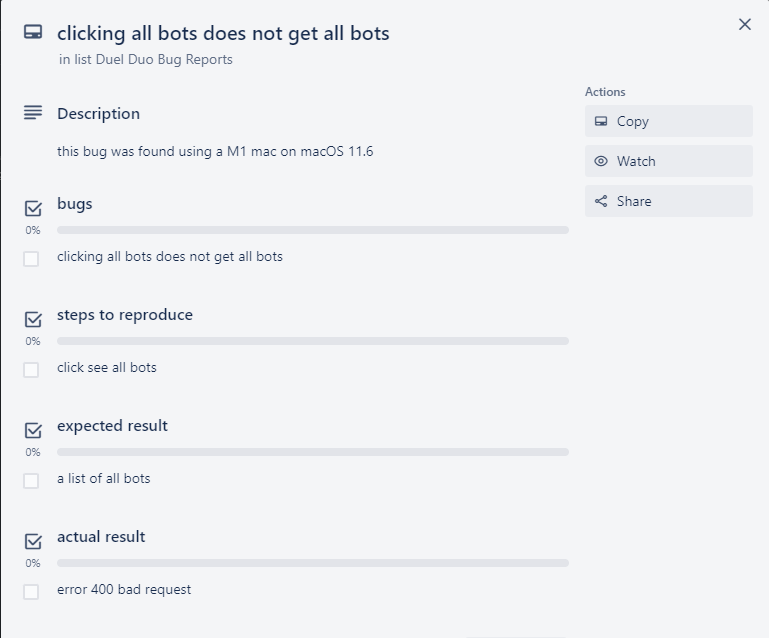 clicking all bots does not get all bots
in list Duel Duo Bug Reports
Description
this bug was found using a M1 mac on macOS 11.6
bugs
0%
clicking all bots does not get all bots
steps to reproduce
0%
click see all bots
expected result
0%
a list of all bots
actual result
0%
error 400 bad request
Actions
Copy
Watch
Share